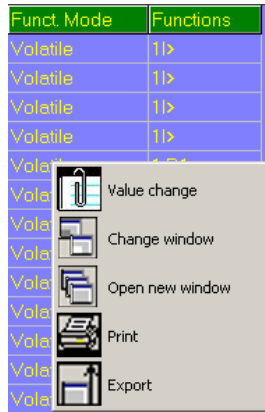 Funct. Mode Functions
Volatile 1I>
Volatile 1I>
Volatile 1I>
Volatile 1I>
Value change
Change window
Open new window
Print
Export